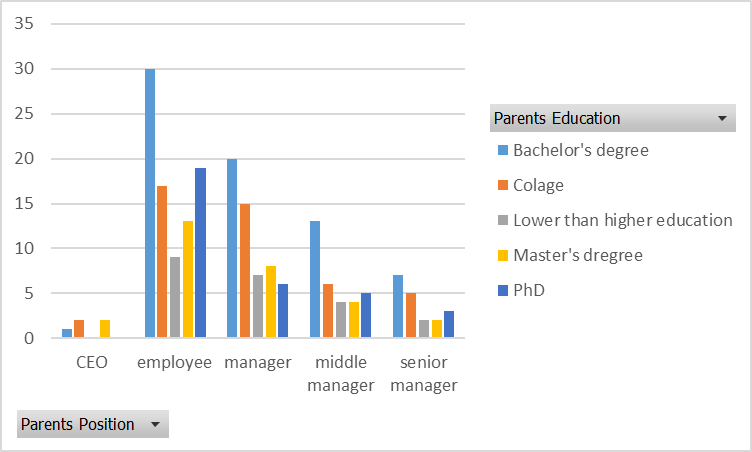 35
30
25
20
15
10
5
0
CEO
employee
manager
middle
manager
senior
manager
Parents Education
Bachelor's degree
Colage
Lower than higher education
Master's dregree
PhD
Parents Position